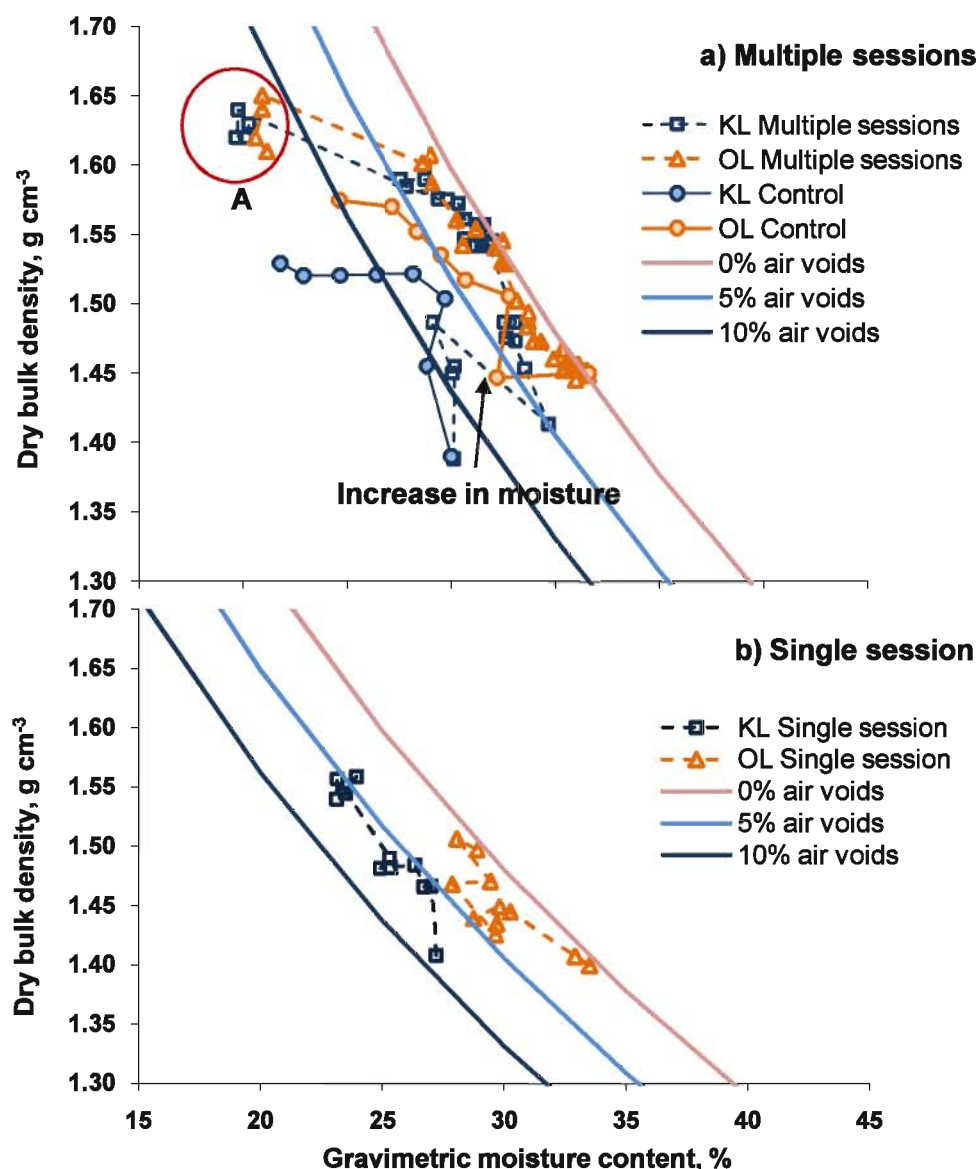 a) Multiple sessions
Dry bulk density, g cm-3
1.70
1.65
1.60
1.55
1.50
1.45
1.40
1.35
1.30
A
Increase in moisture
KL Multiple sessions
OL Multiple sessions
KL Control
OL Control
0% air voids
5% air voids
10% air voids
b) Single session
Dry bulk density, g cm-3
1.70
1.65
1.60
1.55
1.50
1.45
1.40
1.35
1.30
KL Single session
OL Single session
0% air voids
5% air voids
10% air voids
15 20 25 30 35 40 45
Gravimetric moisture content, %